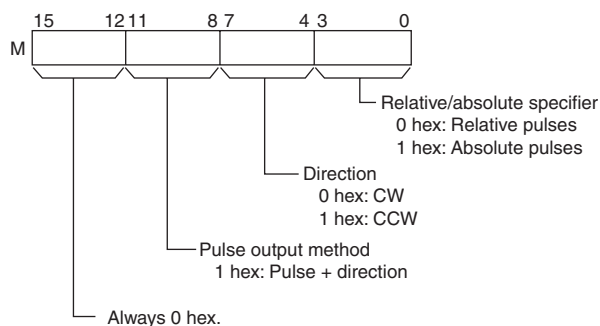 15 12 11 8 7 4 3 0
M
Relative/absolute specifier
0 hex: Relative pulses
1 hex: Absolute pulses
Direction
0 hex: CW
1 hex: CCW
Pulse output method
1 hex: Pulse + direction
Always 0 hex.